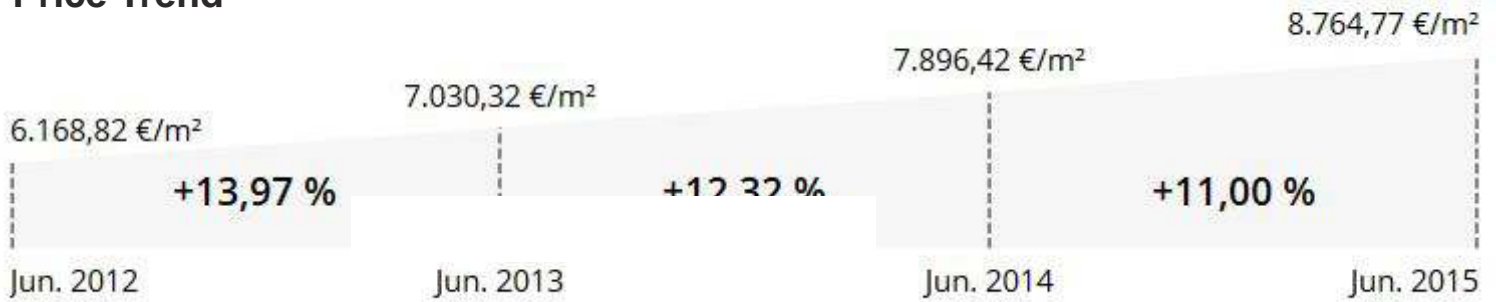 Price Trend
8.764,77 €/m²
7.896,42 €/m²
7.030,32 €/m²
6.168,82 €/m²
+13,97 % +12,32 % +11,00 %
Jun. 2012 Jun. 2013 Jun. 2014 Jun. 2015